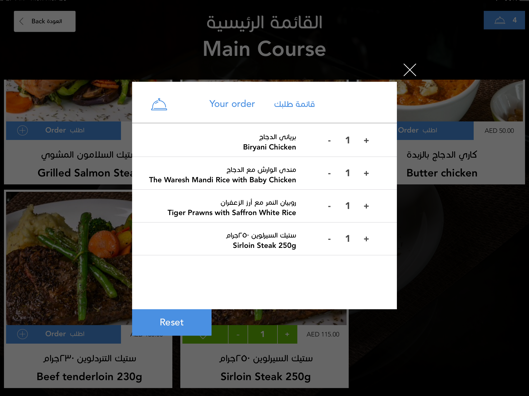 Back العودة
القائمة الرئيسية
Main Course
4
Your order قائمة طلبك
برياني الدجاج
Biryani Chicken
- 1 +
مندي الوارش مع الدجاج
The Waresh Mandi Rice with Baby Chicken
- 1 +
روبيان النمر مع أرز الزعفران
Tiger Prawns with Saffron White Rice
- 1 +
ستيك السيرلوين ٢٥٠جرام
Sirloin Steak 250g
- 1 +
Reset
Order اطلب
ستيك السلامون المشوي
Grilled Salmon Stea
Order اطلب
AED 50.00
كاري الدجاج بالزبدة
Butter chicken
Order اطلب
ستيك التندرلوين ٢٣٠جرام
Beef tenderloin 230g
- 1 +
AED 115.00
ستيك السيرلوين ٢٥٠جرام
Sirloin Steak 250g